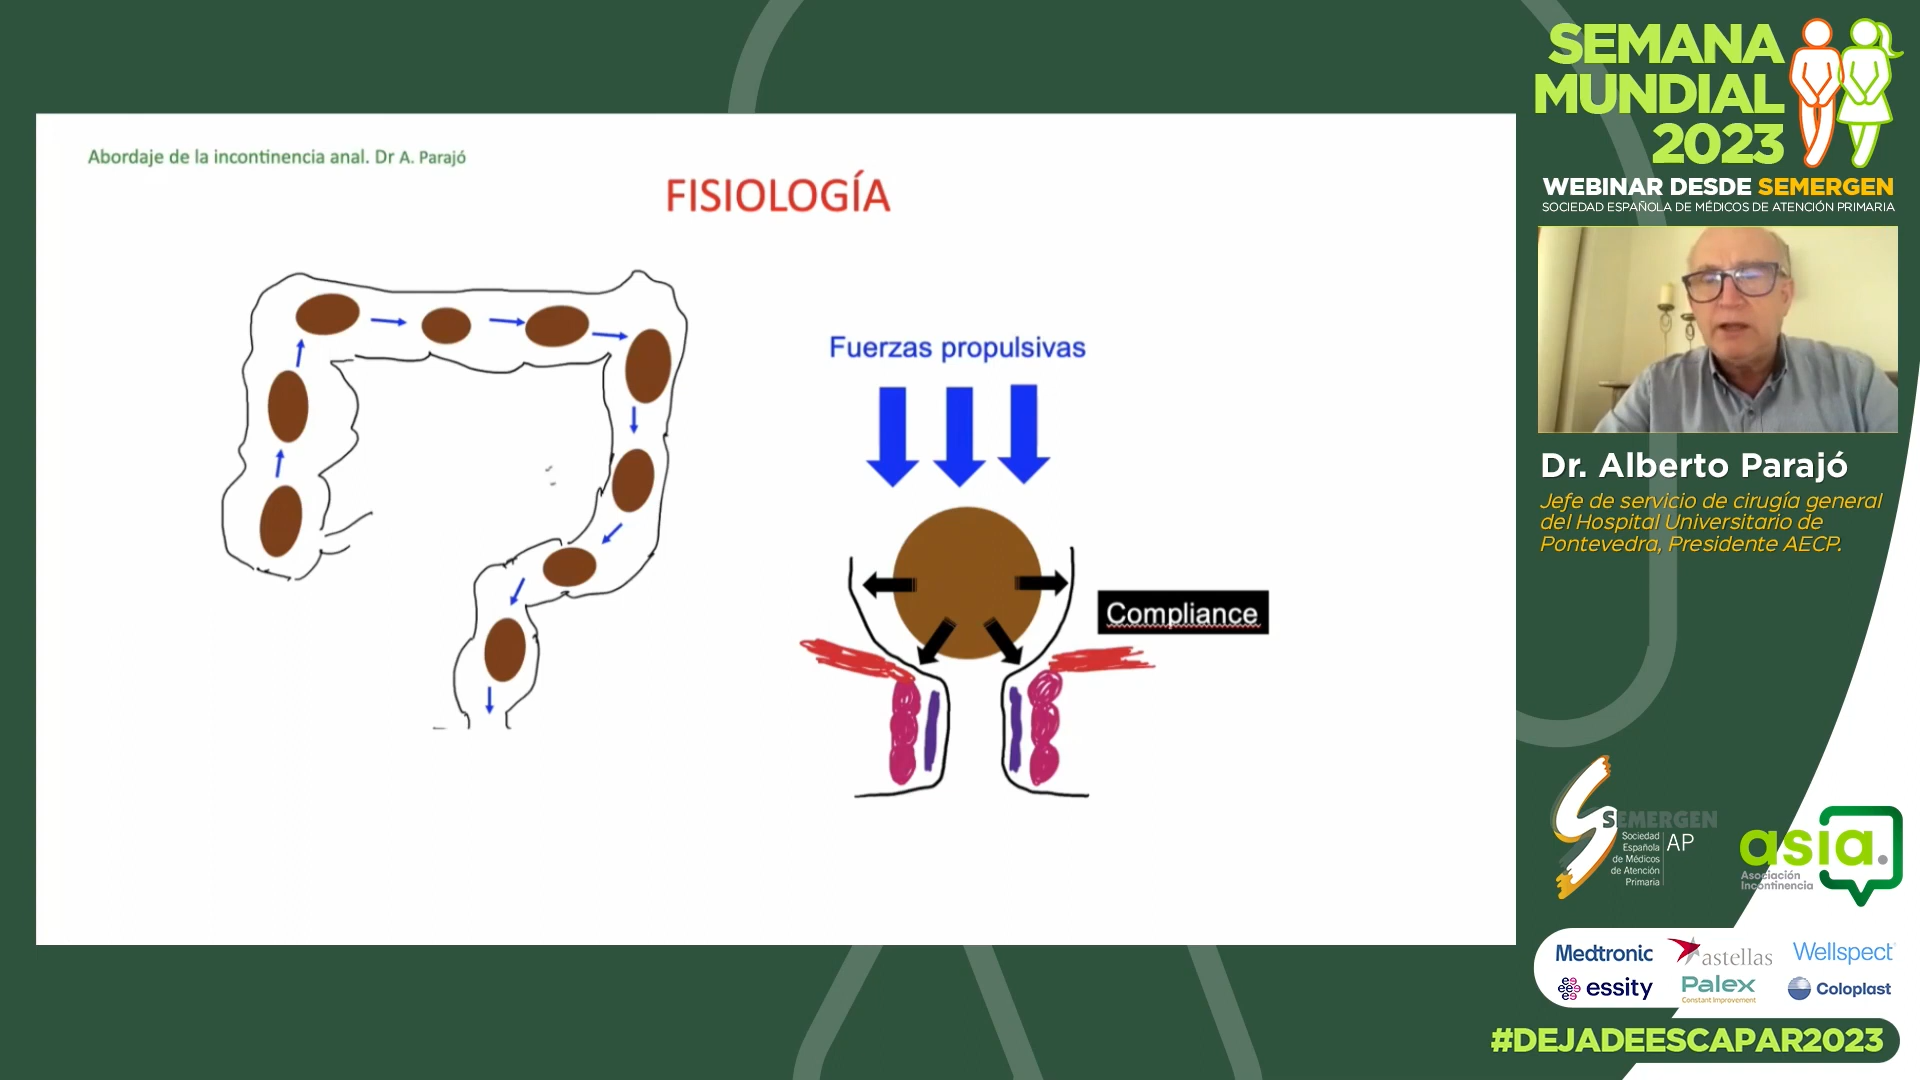 Abordaje de la incontinencia anal. Dr A. Parajó
FISIOLOGÍA
Fuerzas propulsivas
Compliance
SEMANA
MUNDIAL
2023
WEBINAR DESDE SEMERGEN
SOCIEDAD ESPAÑOLA DE MÉDICOS DE ATENCIÓN PRIMARIA
Dr. Alberto Parajó
Jefe de servicio de cirugía general
del Hospital Universitario de
Pontevedra, Presidente AECP.
SEMERGEN
Sociedad
Española
de Médicos
de Atención
Primaria
AP
asia.
Asociación
Incontinencia
Medtronic
astellas
Wellspect
essity
Palex
Constant Improvement
Coloplast
#DEJADEESCAPAR2023